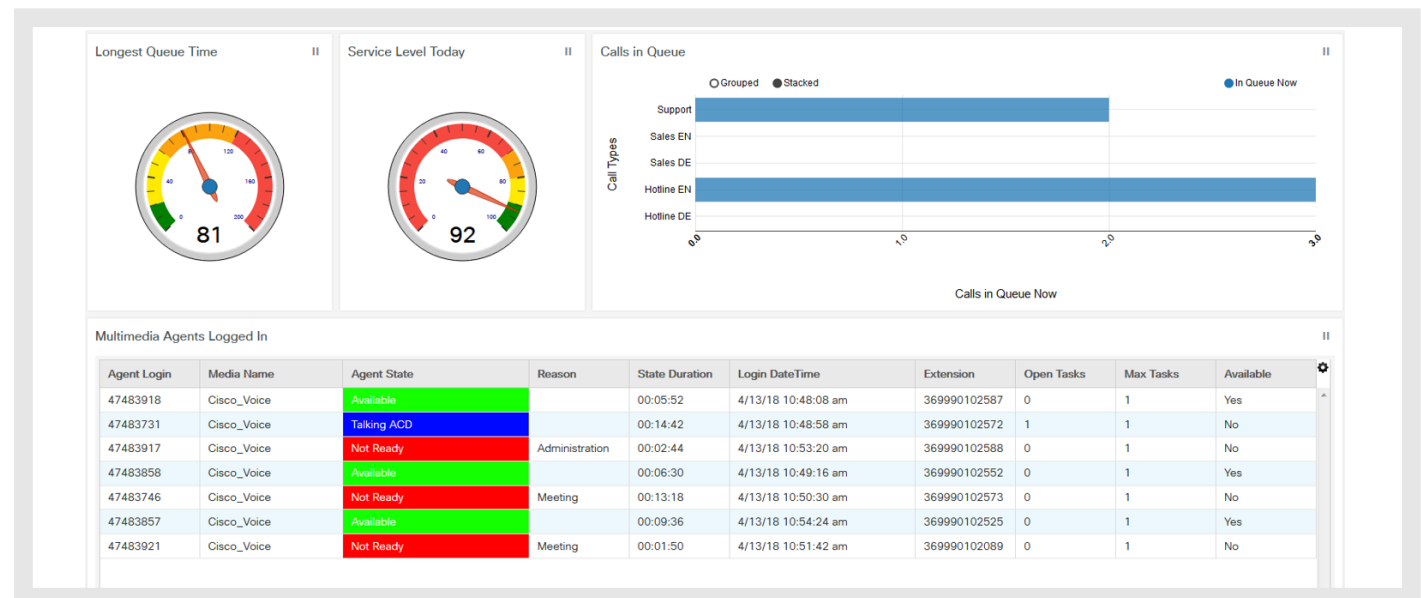 Longest Queue Time
Service Level Today
Calls in Queue
Grouped Stacked
In Queue Now
0 40 80 120 160 200
81
0 20 40 60 80 100
92
Call Types
Support
Sales EN
Sales DE
Hotline EN
Hotline DE
0.0 1.0 2.0 3.0
Calls in Queue Now
Multimedia Agents Logged In
Agent Login Media Name Agent State Reason State Duration Login DateTime Extension Open Tasks Max Tasks Available
47483918 Cisco_Voice Available 00:05:52 4/13/18 10:48:08 am 369990102587 0 1 Yes
47483731 Cisco_Voice Talking ACD 00:14:42 4/13/18 10:48:58 am 369990102572 1 1 No
47483917 Cisco_Voice Not Ready Administration 00:02:44 4/13/18 10:53:20 am 369990102588 0 1 No
47483858 Cisco_Voice Available 00:06:30 4/13/18 10:49:16 am 369990102552 0 1 Yes
47483746 Cisco_Voice Not Ready Meeting 00:13:18 4/13/18 10:50:30 am 369990102573 0 1 No
47483857 Cisco_Voice Available 00:09:36 4/13/18 10:54:24 am 369990102525 0 1 Yes
47483921 Cisco_Voice Not Ready Meeting 00:01:50 4/13/18 10:51:42 am 369990102089 0 1 No